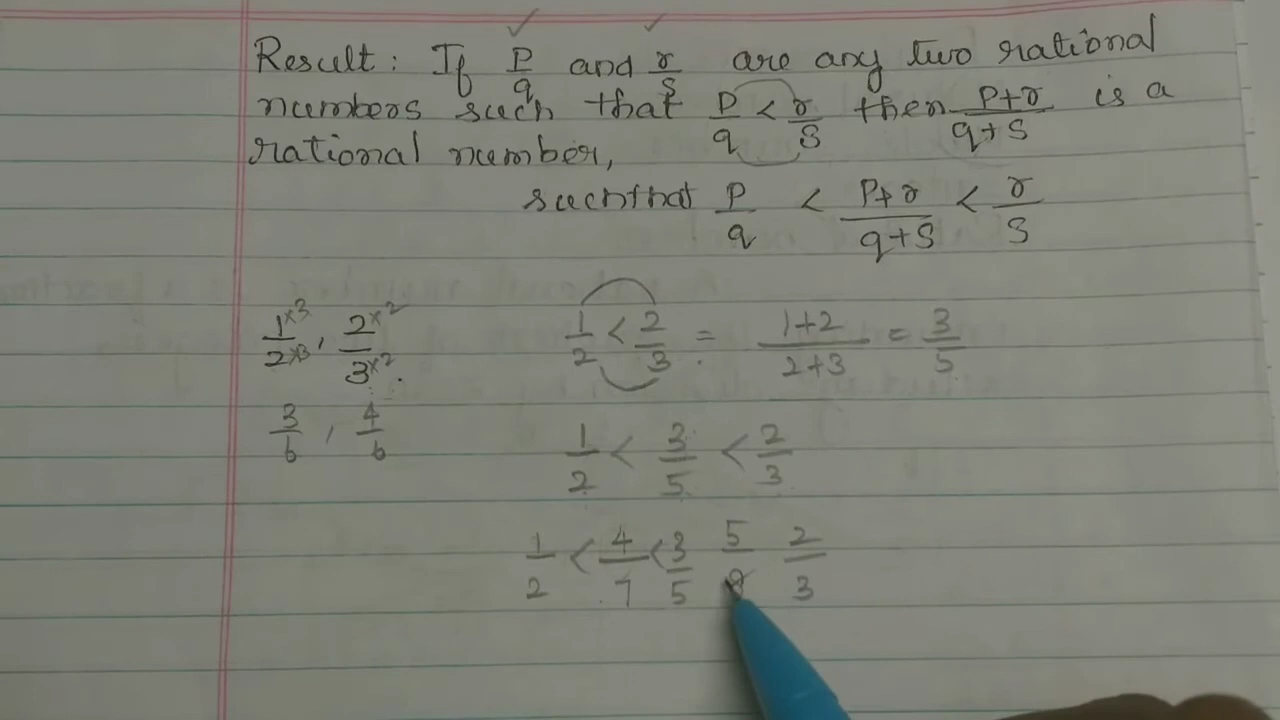 Result: If p/q and r/s are any two rational
numbers such that p/q < r/s then p+r/q+s is a
rational number,
such that p/q < p+r/q+s < r/s
1×3/2×3, 2×2/3×2.
1/2 < 2/3 = 1+2/2+3 = 3/5
3/6, 4/6
1/2 < 3/5 < 2/3
1/2 < 4/7 < 3/5 5/8 2/3